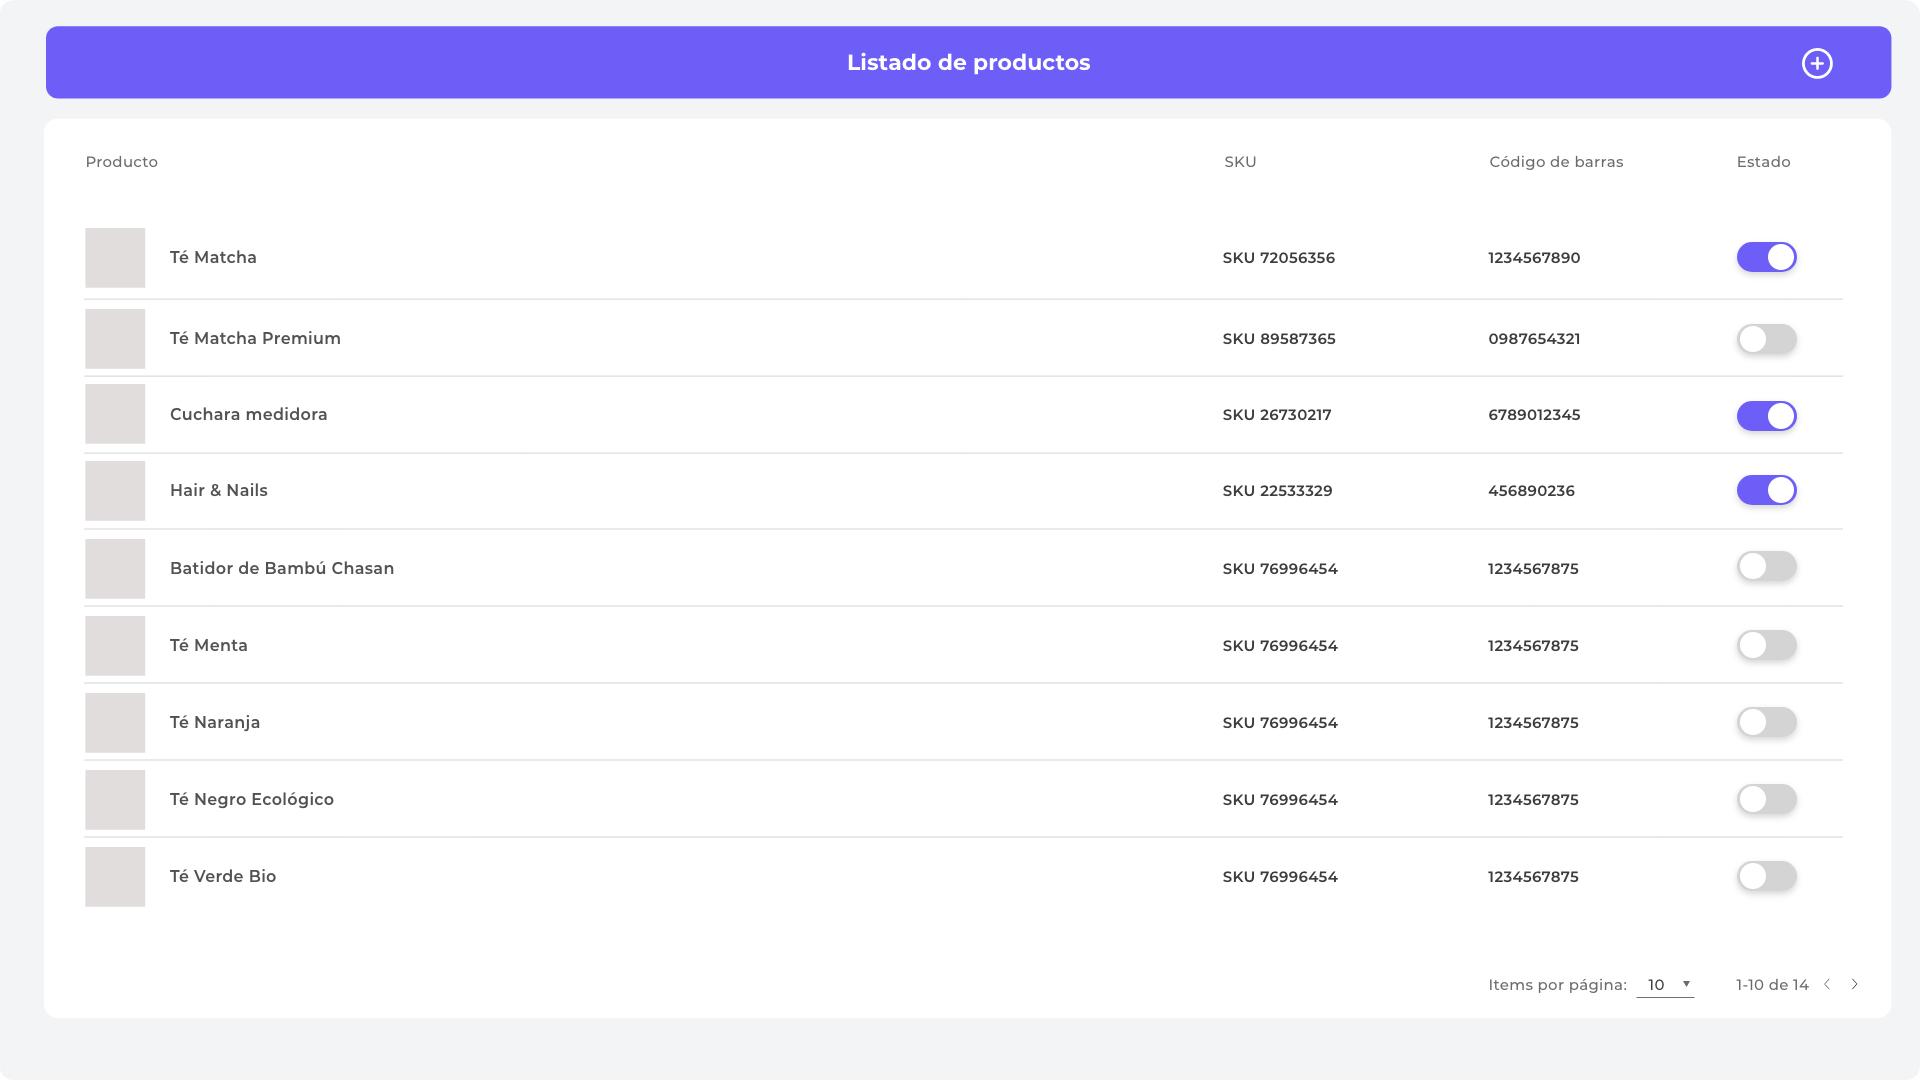 Listado de productos
Producto SKU Código de barras Estado
Té Matcha SKU 72056356 1234567890
Té Matcha Premium SKU 89587365 0987654321
Cuchara medidora SKU 26730217 6789012345
Hair & Nails SKU 22533329 456890236
Batidor de Bambú Chasan SKU 76996454 1234567875
Té Menta SKU 76996454 1234567875
Té Naranja SKU 76996454 1234567875
Té Negro Ecológico SKU 76996454 1234567875
Té Verde Bio SKU 76996454 1234567875
Items por página: 10 1-10 de 14